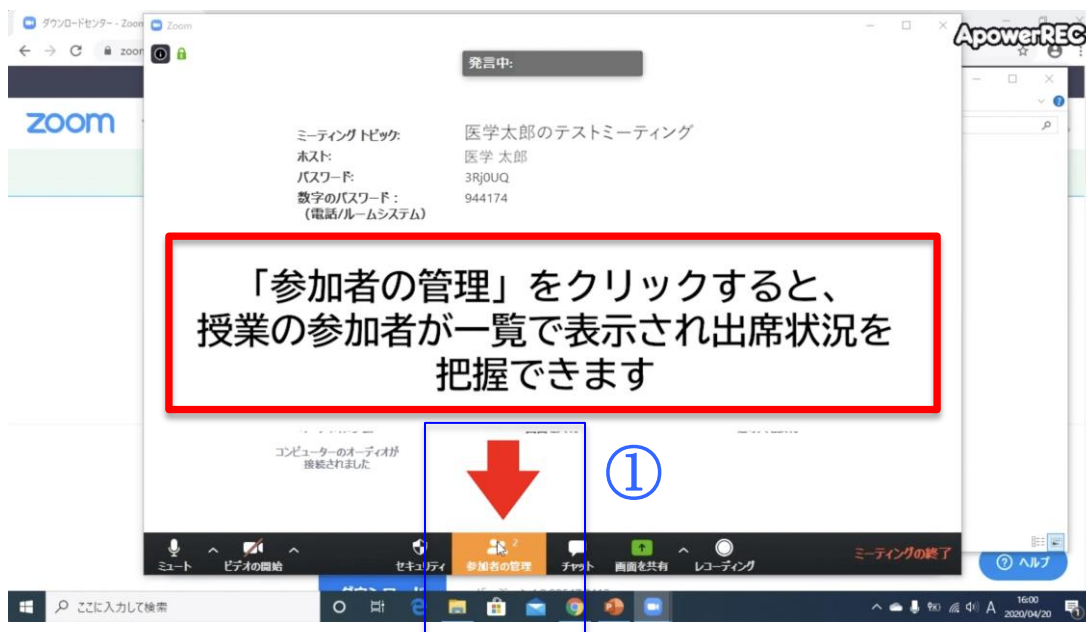 ダウンロードセンター - Zoom
Zoom
ApowerREC
zoom
発言中:
zoom
ミーティング トピック:
医学太郎のテストミーティング
ホスト:
医学 太郎
パスワード:
3Rj0UQ
数字のパスワード：
944174
（電話/ルームシステム）
「参加者の管理」をクリックすると、
授業の参加者が一覧で表示され出席状況を
把握できます
コンピューターのオーディオが
接続されました
①
2
ミュート
ビデオの開始
セキュリティ
参加者の管理
チャット
画面を共有
レコーディング
ミーティングの終了
ヘルプ
ここに入力して検索
A
16:00
2020/04/20